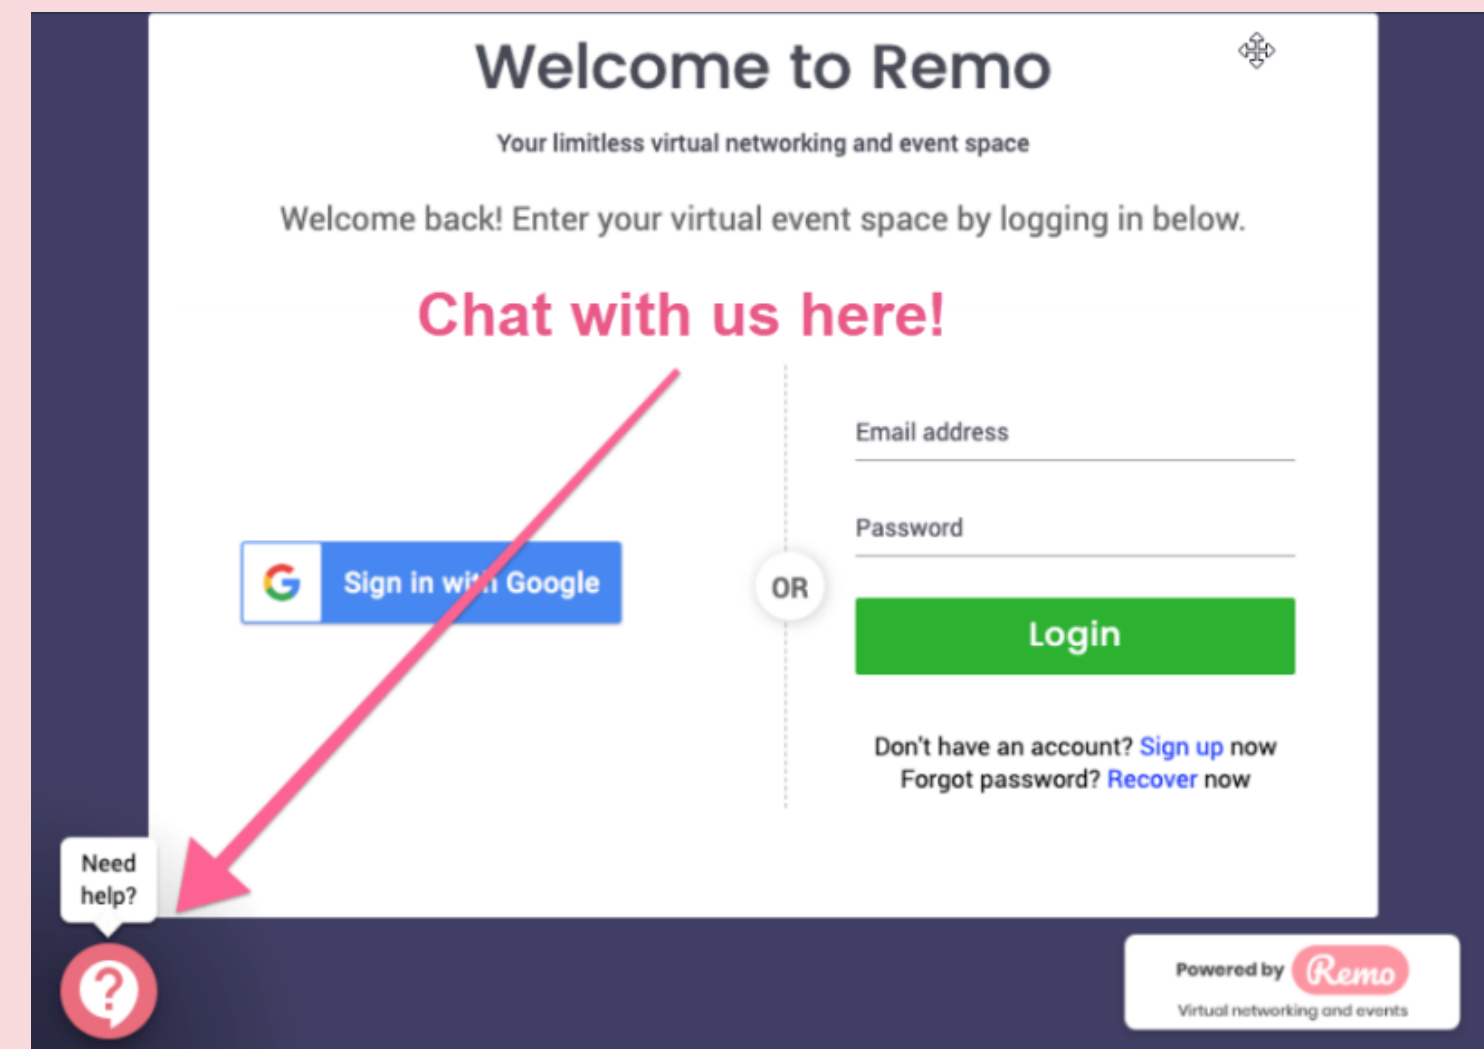 Welcome to Remo
Your limitless virtual networking and event space
Welcome back! Enter your virtual event space by logging in below.
Chat with us here!
Email address
Password
Sign in with Google
OR
Login
Don't have an account? Sign up now
Forgot password? Recover now
Need
help?
?
Powered by Remo
Virtual networking and events